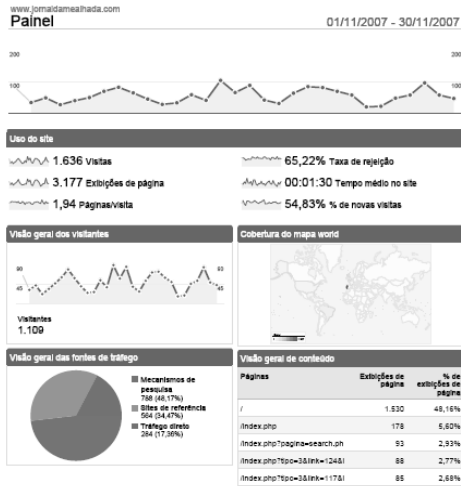 www.jornaldamealhada.com
Painel
01/11/2007 - 30/11/2007
200
200
100
100
Uso do site
1.636 Visitas
65,22% Taxa de rejeição
3.177 Exibições de página
00:01:30 Tempo médio no site
1,94 Páginas/visita
54,83% % de novas visitas
Visão geral dos visitantes
90
90
45
45
Visitantes
1.109
Cobertura do mapa world
Visão geral das fontes de tráfego
Mecanismos de
pesquisa
788 (48,17%)
Sites de referência
564 (34,47%)
Tráfego direto
284 (17,36%)
Visão geral de conteúdo
Páginas
Exibições de
página
% de
exibições de
página
/ 1.530 48,16%
/index.php 178 5,60%
/index.php?pagina=search.ph 93 2,93%
/index.php?tipo=3&link=124&i 88 2,77%
/index.php?tipo=3&link=117&i 85 2,68%